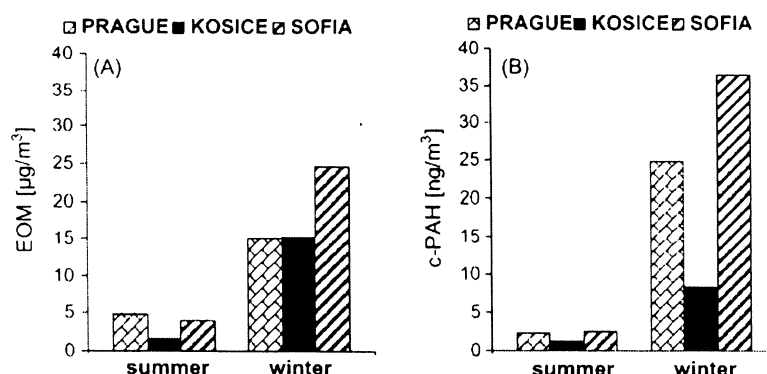 PRAGUE KOSICE SOFIA
(A)
EOM [µg/m³]
40
35
30
25
20
15
10
5
0
summer winter
PRAGUE KOSICE SOFIA
(B)
c-PAH [ng/m³]
40
35
30
25
20
15
10
5
0
summer winter